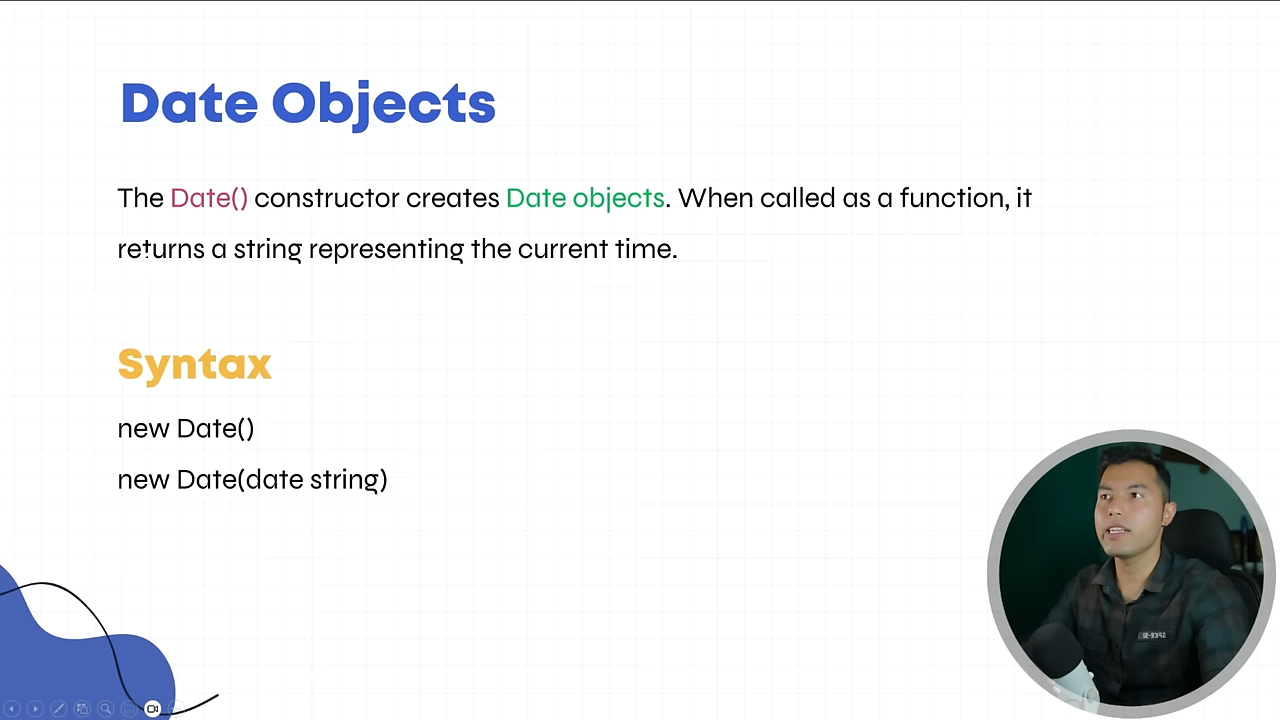 Date Objects
The Date() constructor creates Date objects. When called as a function, it
returns a string representing the current time.
Syntax
new Date()
new Date(date string)